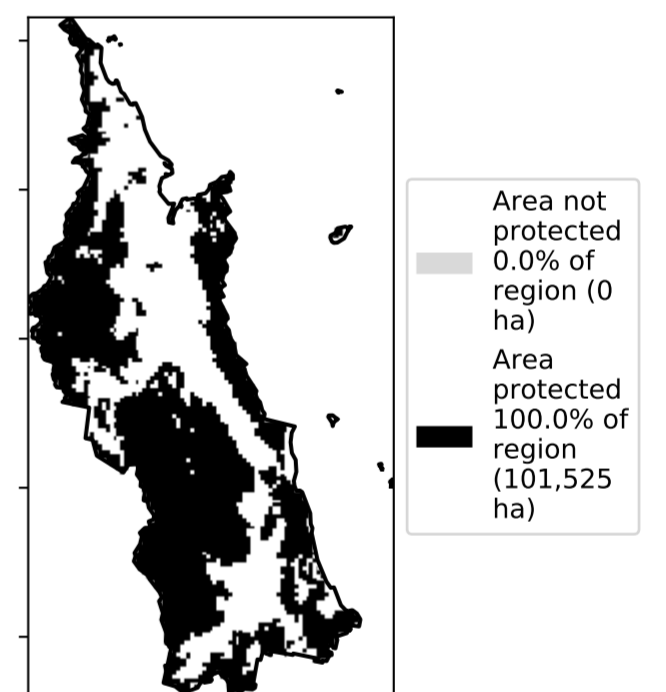 Area not
protected
0.0% of
region (0
ha)
Area
protected
100.0% of
region
(101,525
ha)